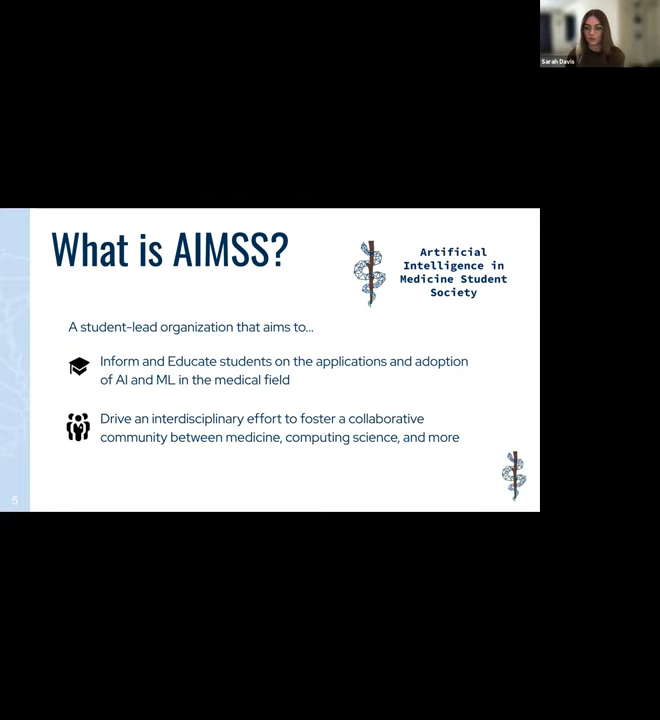 Sarah Davis
What is AIMSS?
Artificial
Intelligence in
Medicine Student
Society
A student-lead organization that aims to...
Inform and Educate students on the applications and adoption
of AI and ML in the medical field
Drive an interdisciplinary effort to foster a collaborative
community between medicine, computing science, and more
5